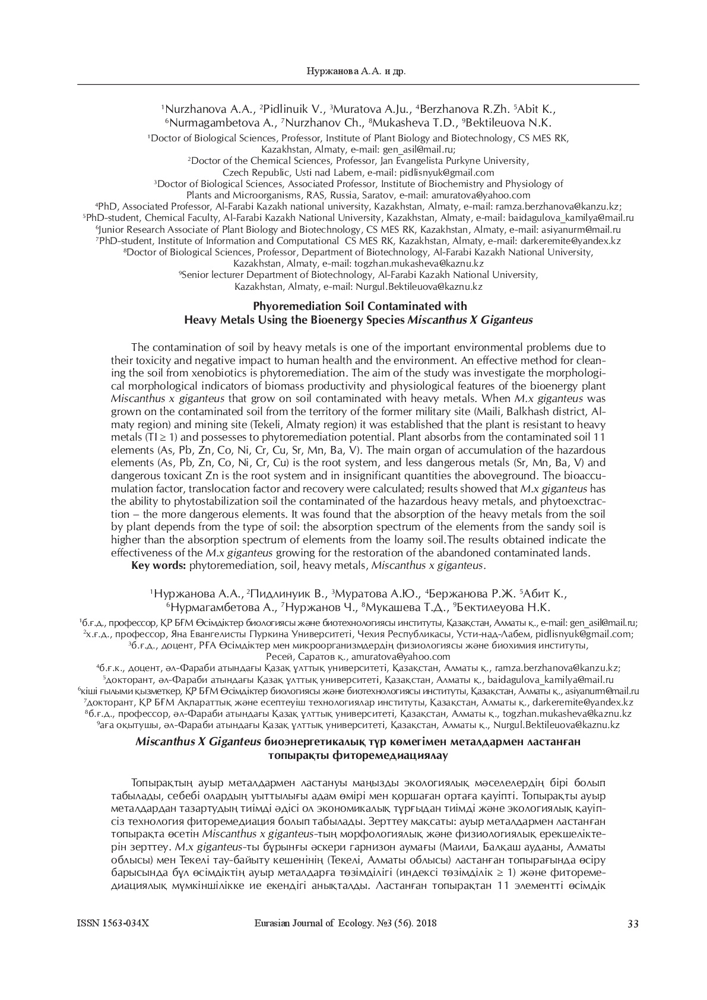 Нуржанова А.А. и др.
¹Nurzhanova A.A., ²Pidlinuik V., ³Muratova A.Ju., ⁴Berzhanova R.Zh. ⁵Abit K.,
⁶Nurmagambetova A., ⁷Nurzhanov Ch., ⁸Mukasheva T.D., ⁹Bektileuova N.K.
¹Doctor of Biological Sciences, Professor, Institute of Plant Biology and Biotechnology, CS MES RK,
Kazakhstan, Almaty, e-mail: gen_asil@mail.ru;
²Doctor of the Chemical Sciences, Professor, Jan Evangelista Purkyne University,
Czech Republic, Usti nad Labem, e-mail: pidlisnyuk@gmail.com
³Doctor of Biological Sciences, Associated Professor, Institute of Biochemistry and Physiology of
Plants and Microorganisms, RAS, Russia, Saratov, e-mail: amuratova@yahoo.com
⁴PhD, Associated Professor, Al-Farabi Kazakh national university, Kazakhstan, Almaty, e-mail: ramza.berzhanova@kanzu.kz;
⁵PhD-student, Chemical Faculty, Al-Farabi Kazakh National University, Kazakhstan, Almaty, e-mail: baidagulova_kamilya@mail.ru
⁶Junior Research Associate of Plant Biology and Biotechnology, CS MES RK, Kazakhstan, Almaty, e-mail: asiyanurm@mail.ru
⁷PhD-student, Institute of Information and Computational CS MES RK, Kazakhstan, Almaty, e-mail: darkeremite@yandex.kz
⁸Doctor of Biological Sciences, Professor, Department of Biotechnology, Al-Farabi Kazakh National University,
Kazakhstan, Almaty, e-mail: togzhan.mukasheva@kaznu.kz
⁹Senior lecturer Department of Biotechnology, Al-Farabi Kazakh National University,
Kazakhstan, Almaty, e-mail: Nurgul.Bektileuova@kaznu.kz
Phyoremediation Soil Contaminated with
Heavy Metals Using the Bioenergy Species Miscanthus X Giganteus
The contamination of soil by heavy metals is one of the important environmental problems due to
their toxicity and negative impact to human health and the environment. An effective method for clean-
ing the soil from xenobiotics is phytoremediation. The aim of the study was investigate the morphologi-
cal morphological indicators of biomass productivity and physiological features of the bioenergy plant
Miscanthus x giganteus that grow on soil contaminated with heavy metals. When M.x giganteus was
grown on the contaminated soil from the territory of the former military site (Maili, Balkhash district, Al-
maty region) and mining site (Tekeli, Almaty region) it was established that the plant is resistant to heavy
metals (TI ≥ 1) and possesses to phytoremediation potential. Plant absorbs from the contaminated soil 11
elements (As, Pb, Zn, Co, Ni, Cr, Cu, Sr, Mn, Ba, V). The main organ of accumulation of the hazardous
elements (As, Pb, Zn, Co, Ni, Cr, Cu) is the root system, and less dangerous metals (Sr, Mn, Ba, V) and
dangerous toxicant Zn is the root system and in insignificant quantities the aboveground. The bioaccu-
mulation factor, translocation factor and recovery were calculated; results showed that M.x giganteus has
the ability to phytostabilization soil the contaminated of the hazardous heavy metals, and phytoexctrac-
tion – the more dangerous elements. It was found that the absorption of the heavy metals from the soil
by plant depends from the type of soil: the absorption spectrum of the elements from the sandy soil is
higher than the absorption spectrum of elements from the loamy soil.The results obtained indicate the
effectiveness of the M.x giganteus growing for the restoration of the abandoned contaminated lands.
Key words: phytoremediation, soil, heavy metals, Miscanthus x giganteus.
¹Нуржанова А.А., ²Пидлинуик В., ³Муратова А.Ю., ⁴Бержанова Р.Ж. ⁵Абит К.,
⁶Нурмагамбетова А., ⁷Нуржанов Ч., ⁸Мукашева Т.Д., ⁹Бектилеуова Н.К.
¹б.ғ.д., профессор, ҚР БҒМ Өсімдіктер биологиясы және биотехнологиясы институты, Қазақстан, Алматы қ., e-mail: gen_asil@mail.ru;
²х.ғ.д., профессор, Яна Евангелисты Пуркина Университеті, Чехия Республикасы, Усти-над-Лабем, pidlisnyuk@gmail.com;
³б.ғ.д., доцент, РҒА Өсімдіктер мен микроорганизмдердің физиологиясы және биохимия институты,
Ресей, Саратов қ., amuratova@yahoo.com
⁴б.ғ.к., доцент, әл-Фараби атындағы Қазақ ұлттық университеті, Қазақстан, Алматы қ., ramza.berzhanova@kanzu.kz;
⁵докторант, әл-Фараби атындағы Қазақ ұлттық университеті, Қазақстан, Алматы қ., baidagulova_kamilya@mail.ru
⁶кіші ғылыми қызметкер, ҚР БҒМ Өсімдіктер биологиясы және биотехнологиясы институты, Қазақстан, Алматы қ., asiyanurm@mail.ru
⁷докторант, ҚР БҒМ Ақпараттық және есептеуіш технологиялар институты, Қазақстан, Алматы қ., darkeremite@yandex.kz
⁸б.ғ.д., профессор, әл-Фараби атындағы Қазақ ұлттық университеті, Қазақстан, Алматы қ., togzhan.mukasheva@kaznu.kz
⁹аға оқытушы, әл-Фараби атындағы Қазақ ұлттық университеті, Қазақстан, Алматы қ., Nurgul.Bektileuova@kaznu.kz
Miscanthus X Giganteus биоэнергетикалық түр көмегімен металдармен ластанған
топырақты фиторемедиациялау
Топырақтың ауыр металдармен ластануы маңызды экологиялық мәселелердің бірі болып
табылады, себебі олардың уыттылығы адам өмірі мен қоршаған ортаға қауіпті. Топырақты ауыр
металдардан тазартудың тиімді әдісі ол экономикалық тұрғыдан тиімді және экологиялық қауіп-
сіз технология фиторемедиация болып табылады. Зерттеу мақсаты: ауыр металдармен ластанған
топырақта өсетін Miscanthus x giganteus-тың морфологиялық және физиологиялық ерекшелікте-
рін зерттеу. M.x giganteus-ты бұрынғы әскери гарнизон аумағы (Маили, Балқаш ауданы, Алматы
облысы) мен Текелі тау-байыту кешенінің (Текелі, Алматы облысы) ластанған топырағында өсіру
барысында бұл өсімдіктің ауыр металдарға төзімділігі (индексі төзімділік ≥ 1) және фитореме-
диациялық мүмкіншілікке ие екендігі анықталды. Ластанған топырақтан 11 элементті өсімдік
ISSN 1563-034X
Eurasian Journal of Ecology. №3 (56). 2018
33